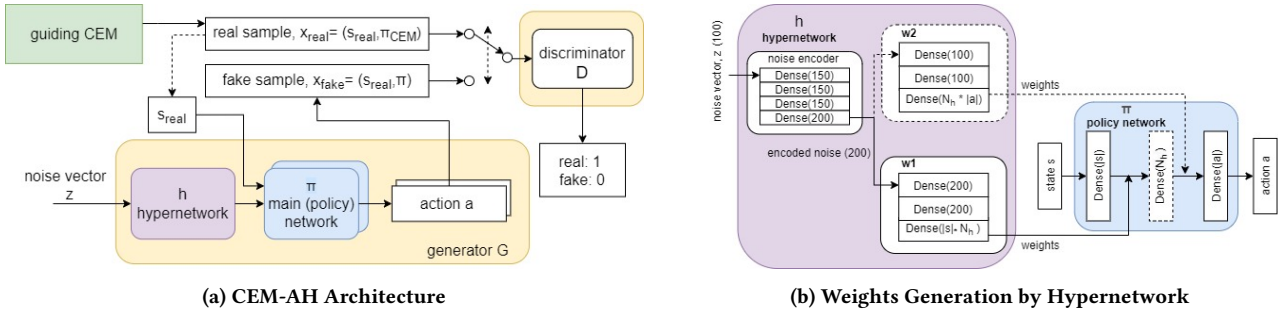 guiding CEM
real sample, x_real= (s_real,π_CEM)
fake sample, x_fake= (s_real,π)
discriminator
D
s_real
real: 1
fake: 0
noise vector
z
h
hypernetwork
π
main (policy)
network
action a
generator G
(a) CEM-AH Architecture
noise vector, z (100)
h
hypernetwork
noise encoder
Dense(150)
Dense(150)
Dense(150)
Dense(200)
w2
Dense(100)
Dense(100)
Dense(N_h * |a|)
weights
encoded noise (200)
w1
Dense(200)
Dense(200)
Dense(|s|* N_h )
weights
π
policy network
state s
Dense(|s|)
Dense(N_h )
Dense(|a|)
action a
(b) Weights Generation by Hypernetwork